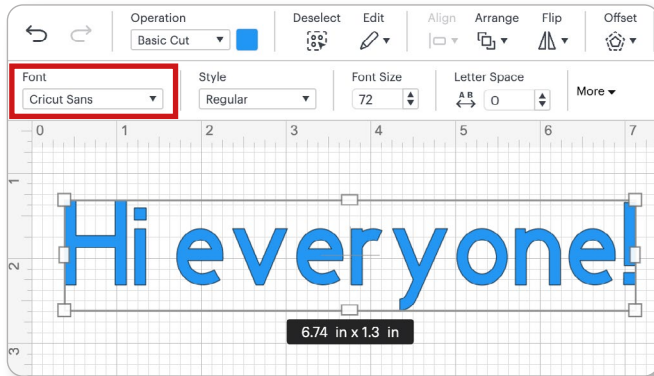 Operation Deselect Edit Align Arrange Flip Offset
Basic Cut
Font Style Font Size Letter Space
Cricut Sans Regular 72 A B 0 More
0 1 2 3 4 5 6 7
1
Hi everyone!
2
6.74 in x 1.3 in
3